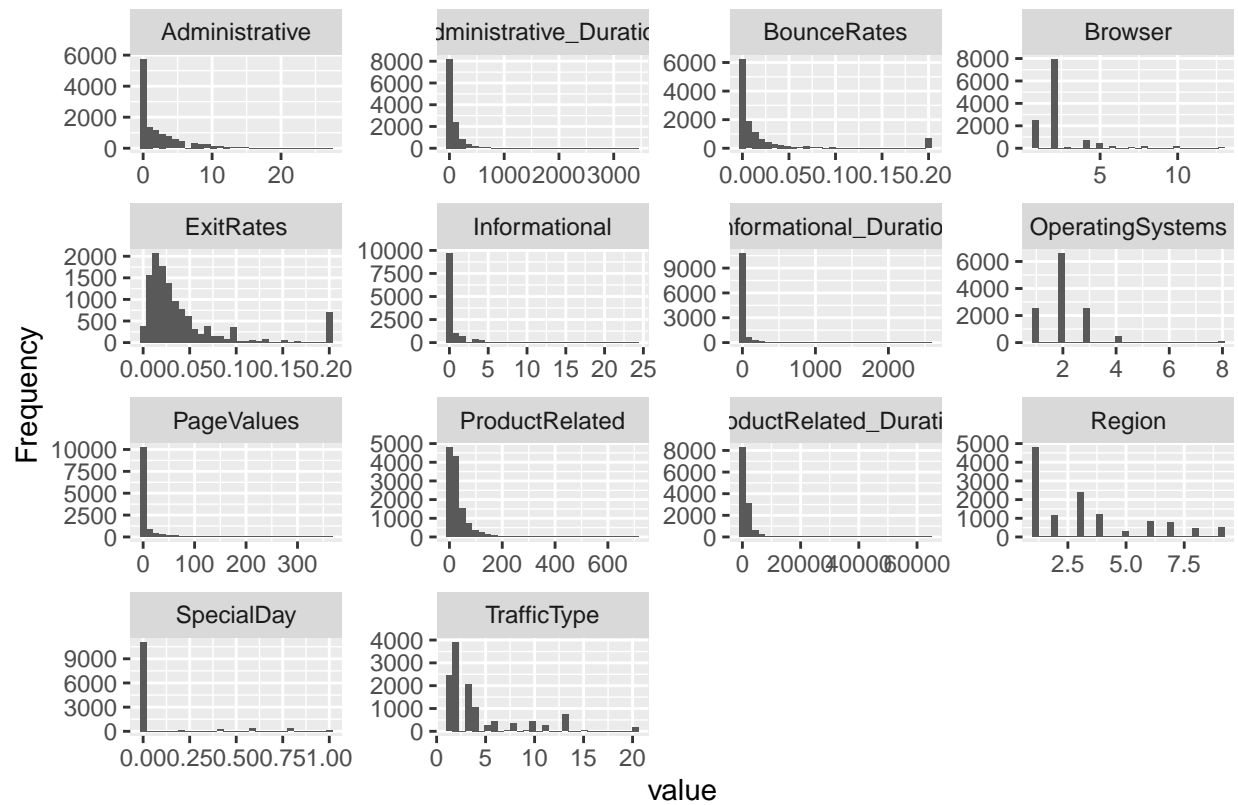 Administrative
dministrative_Duratio
BounceRates
Browser
6000
4000
2000
0
0 10 20
8000
6000
4000
2000
0
0 1000 2000 3000
6000
4000
2000
0
0.00 0.05 0.10 0.15 0.20
8000
6000
4000
2000
0
5 10
ExitRates
Informational
nformational_Duratio
OperatingSystems
2000
1500
1000
500
0
0.00 0.05 0.10 0.15 0.20
10000
7500
5000
2500
0
0 5 10 15 20 25
9000
6000
3000
0
0 1000 2000
6000
4000
2000
0
2 4 6 8
PageValues
ProductRelated
oductRelated_Durati
Region
10000
7500
5000
2500
0
0 100 200 300
5000
4000
3000
2000
1000
0
0 200 400 600
8000
6000
4000
2000
0
0 20000 40000 60000
5000
4000
3000
2000
1000
0
2.5 5.0 7.5
SpecialDay
TrafficType
9000
6000
3000
0
0.00 0.25 0.50 0.75 1.00
4000
3000
2000
1000
0
0 5 10 15 20
Frequency
value